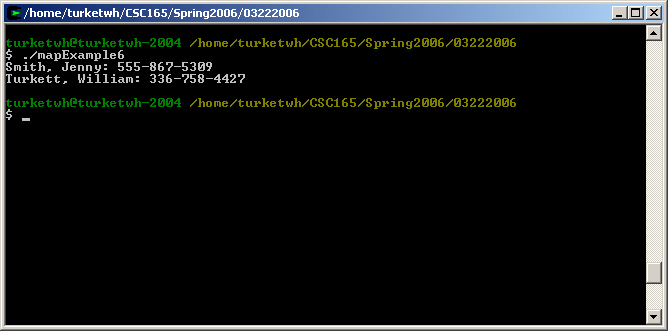 /home/turketwh/CSC165/Spring2006/03222006
turketwh@turketwh-2004 /home/turketwh/CSC165/Spring2006/03222006
$ ./mapExample6
Smith, Jenny: 555-867-5309
Turkett, William: 336-758-4427
turketwh@turketwh-2004 /home/turketwh/CSC165/Spring2006/03222006
$